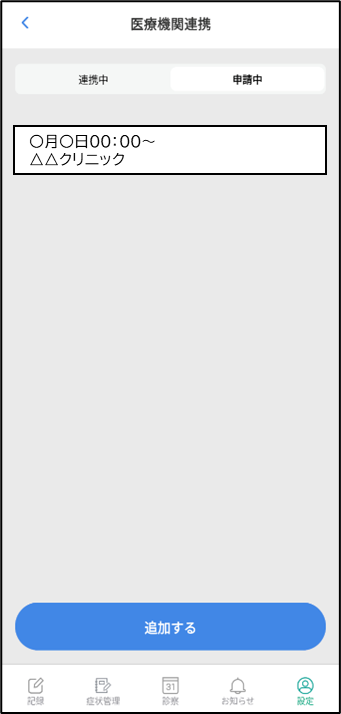 医療機関連携
連携中
申請中
〇月〇日00:00～
△△クリニック
追加する
記録
症状管理
31
診察
お知らせ
設定